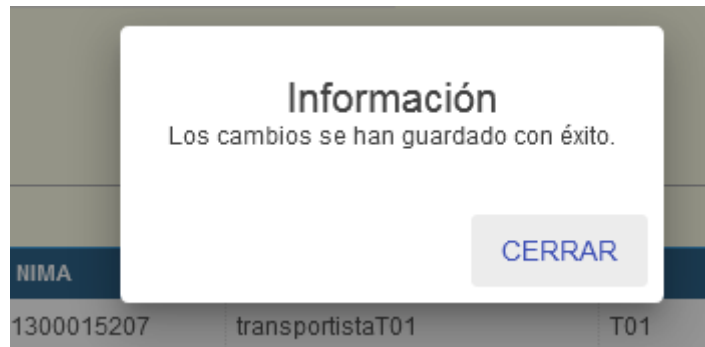 Información
Los cambios se han guardado con éxito.
CERRAR
NIMA
1300015207 transportistaT01 T01